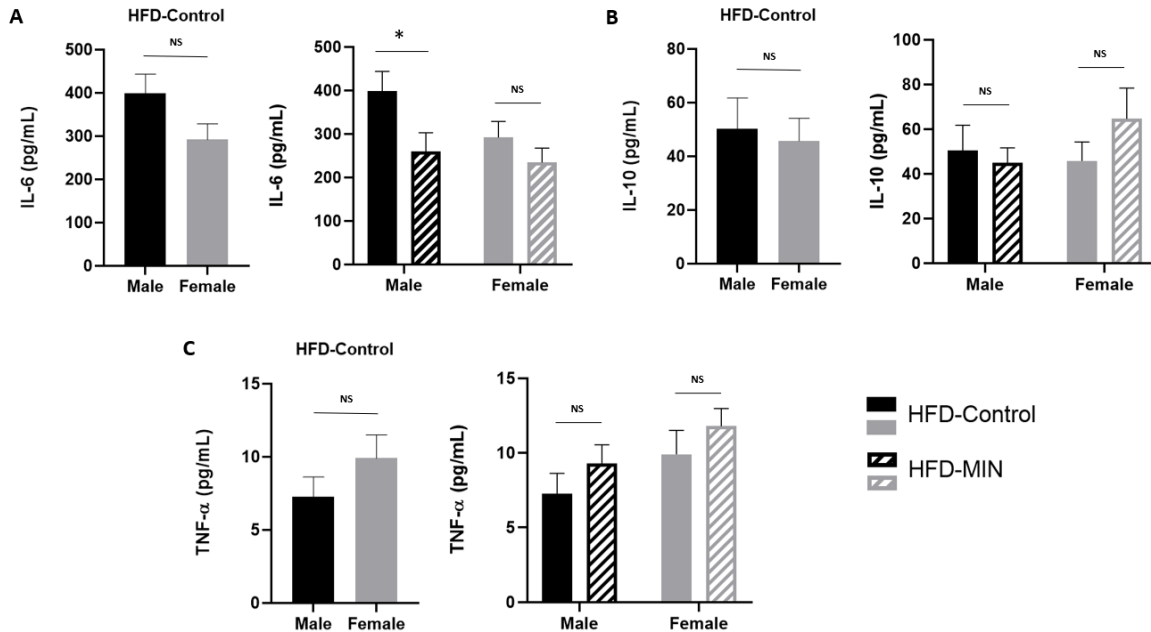 A
HFD-Control
IL-6 (pg/mL)
500
400
300
200
100
0
NS
Male Female
IL-6 (pg/mL)
500
400
300
200
100
0
*
NS
Male Female
B
HFD-Control
IL-10 (pg/mL)
80
60
40
20
0
NS
Male Female
IL-10 (pg/mL)
100
80
60
40
20
0
NS
NS
Male Female
C
HFD-Control
TNF-α (pg/mL)
15
10
5
0
NS
Male Female
TNF-α (pg/mL)
15
10
5
0
NS
NS
Male Female
HFD-Control
HFD-MIN